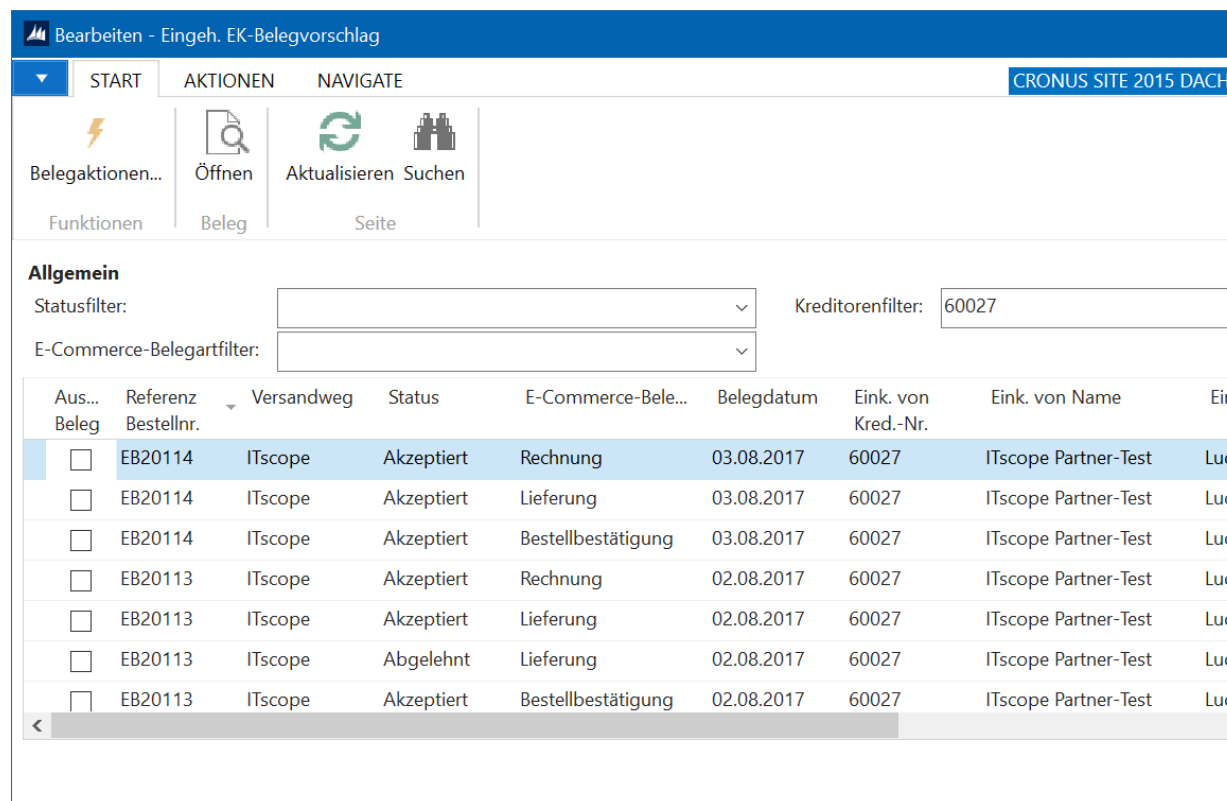 Bearbeiten - Eingeh. EK-Belegvorschlag
START AKTIONEN NAVIGATE CRONUS SITE 2015 DACH
Belegaktionen... Öffnen Aktualisieren Suchen
Funktionen Beleg Seite
Allgemein
Statusfilter: Kreditorenfilter: 60027
E-Commerce-Belegartfilter:
Aus... Referenz Versandweg Status E-Commerce-Bele... Belegdatum Eink. von Eink. von Name
Beleg Bestellnr. Kred.-Nr.
EB20114 ITscope Akzeptiert Rechnung 03.08.2017 60027 ITscope Partner-Test
EB20114 ITscope Akzeptiert Lieferung 03.08.2017 60027 ITscope Partner-Test
EB20114 ITscope Akzeptiert Bestellbestätigung 03.08.2017 60027 ITscope Partner-Test
EB20113 ITscope Akzeptiert Rechnung 02.08.2017 60027 ITscope Partner-Test
EB20113 ITscope Akzeptiert Lieferung 02.08.2017 60027 ITscope Partner-Test
EB20113 ITscope Abgelehnt Lieferung 02.08.2017 60027 ITscope Partner-Test
EB20113 ITscope Akzeptiert Bestellbestätigung 02.08.2017 60027 ITscope Partner-Test